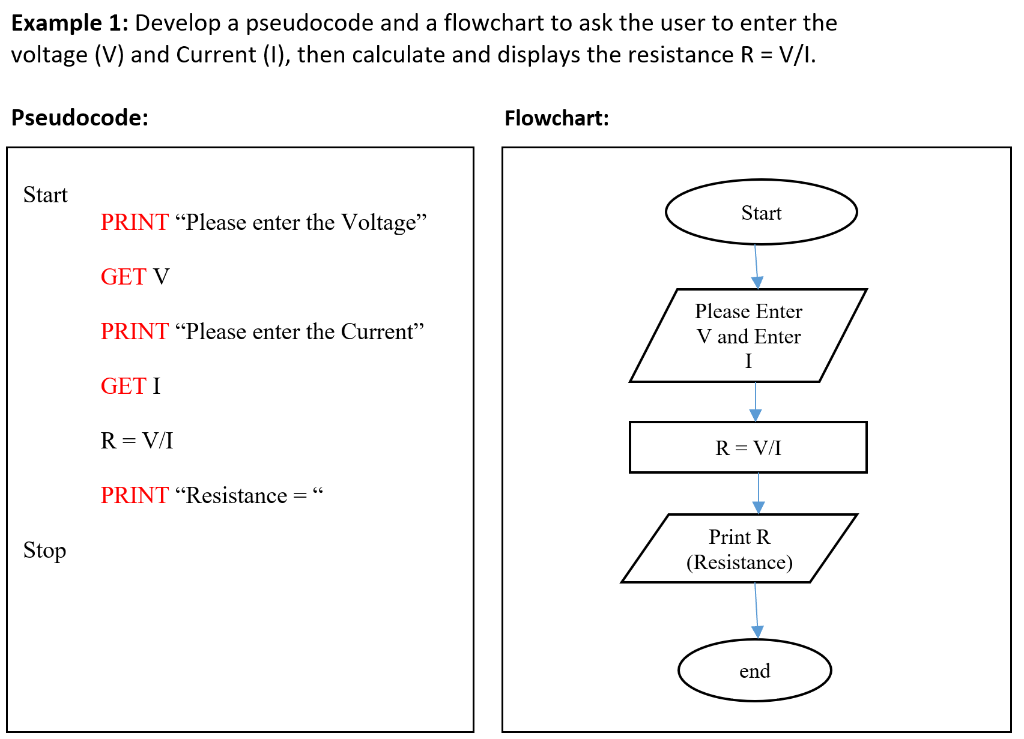 Example 1: Develop a pseudocode and a flowchart to ask the user to enter the
voltage (V) and Current (I), then calculate and displays the resistance R = V/I.
Pseudocode:
Start
PRINT “Please enter the Voltage”
GET V
PRINT “Please enter the Current”
GET I
R = V/I
PRINT “Resistance = “
Stop
Flowchart:
Start
Please Enter
V and Enter
I
R = V/I
Print R
(Resistance)
end